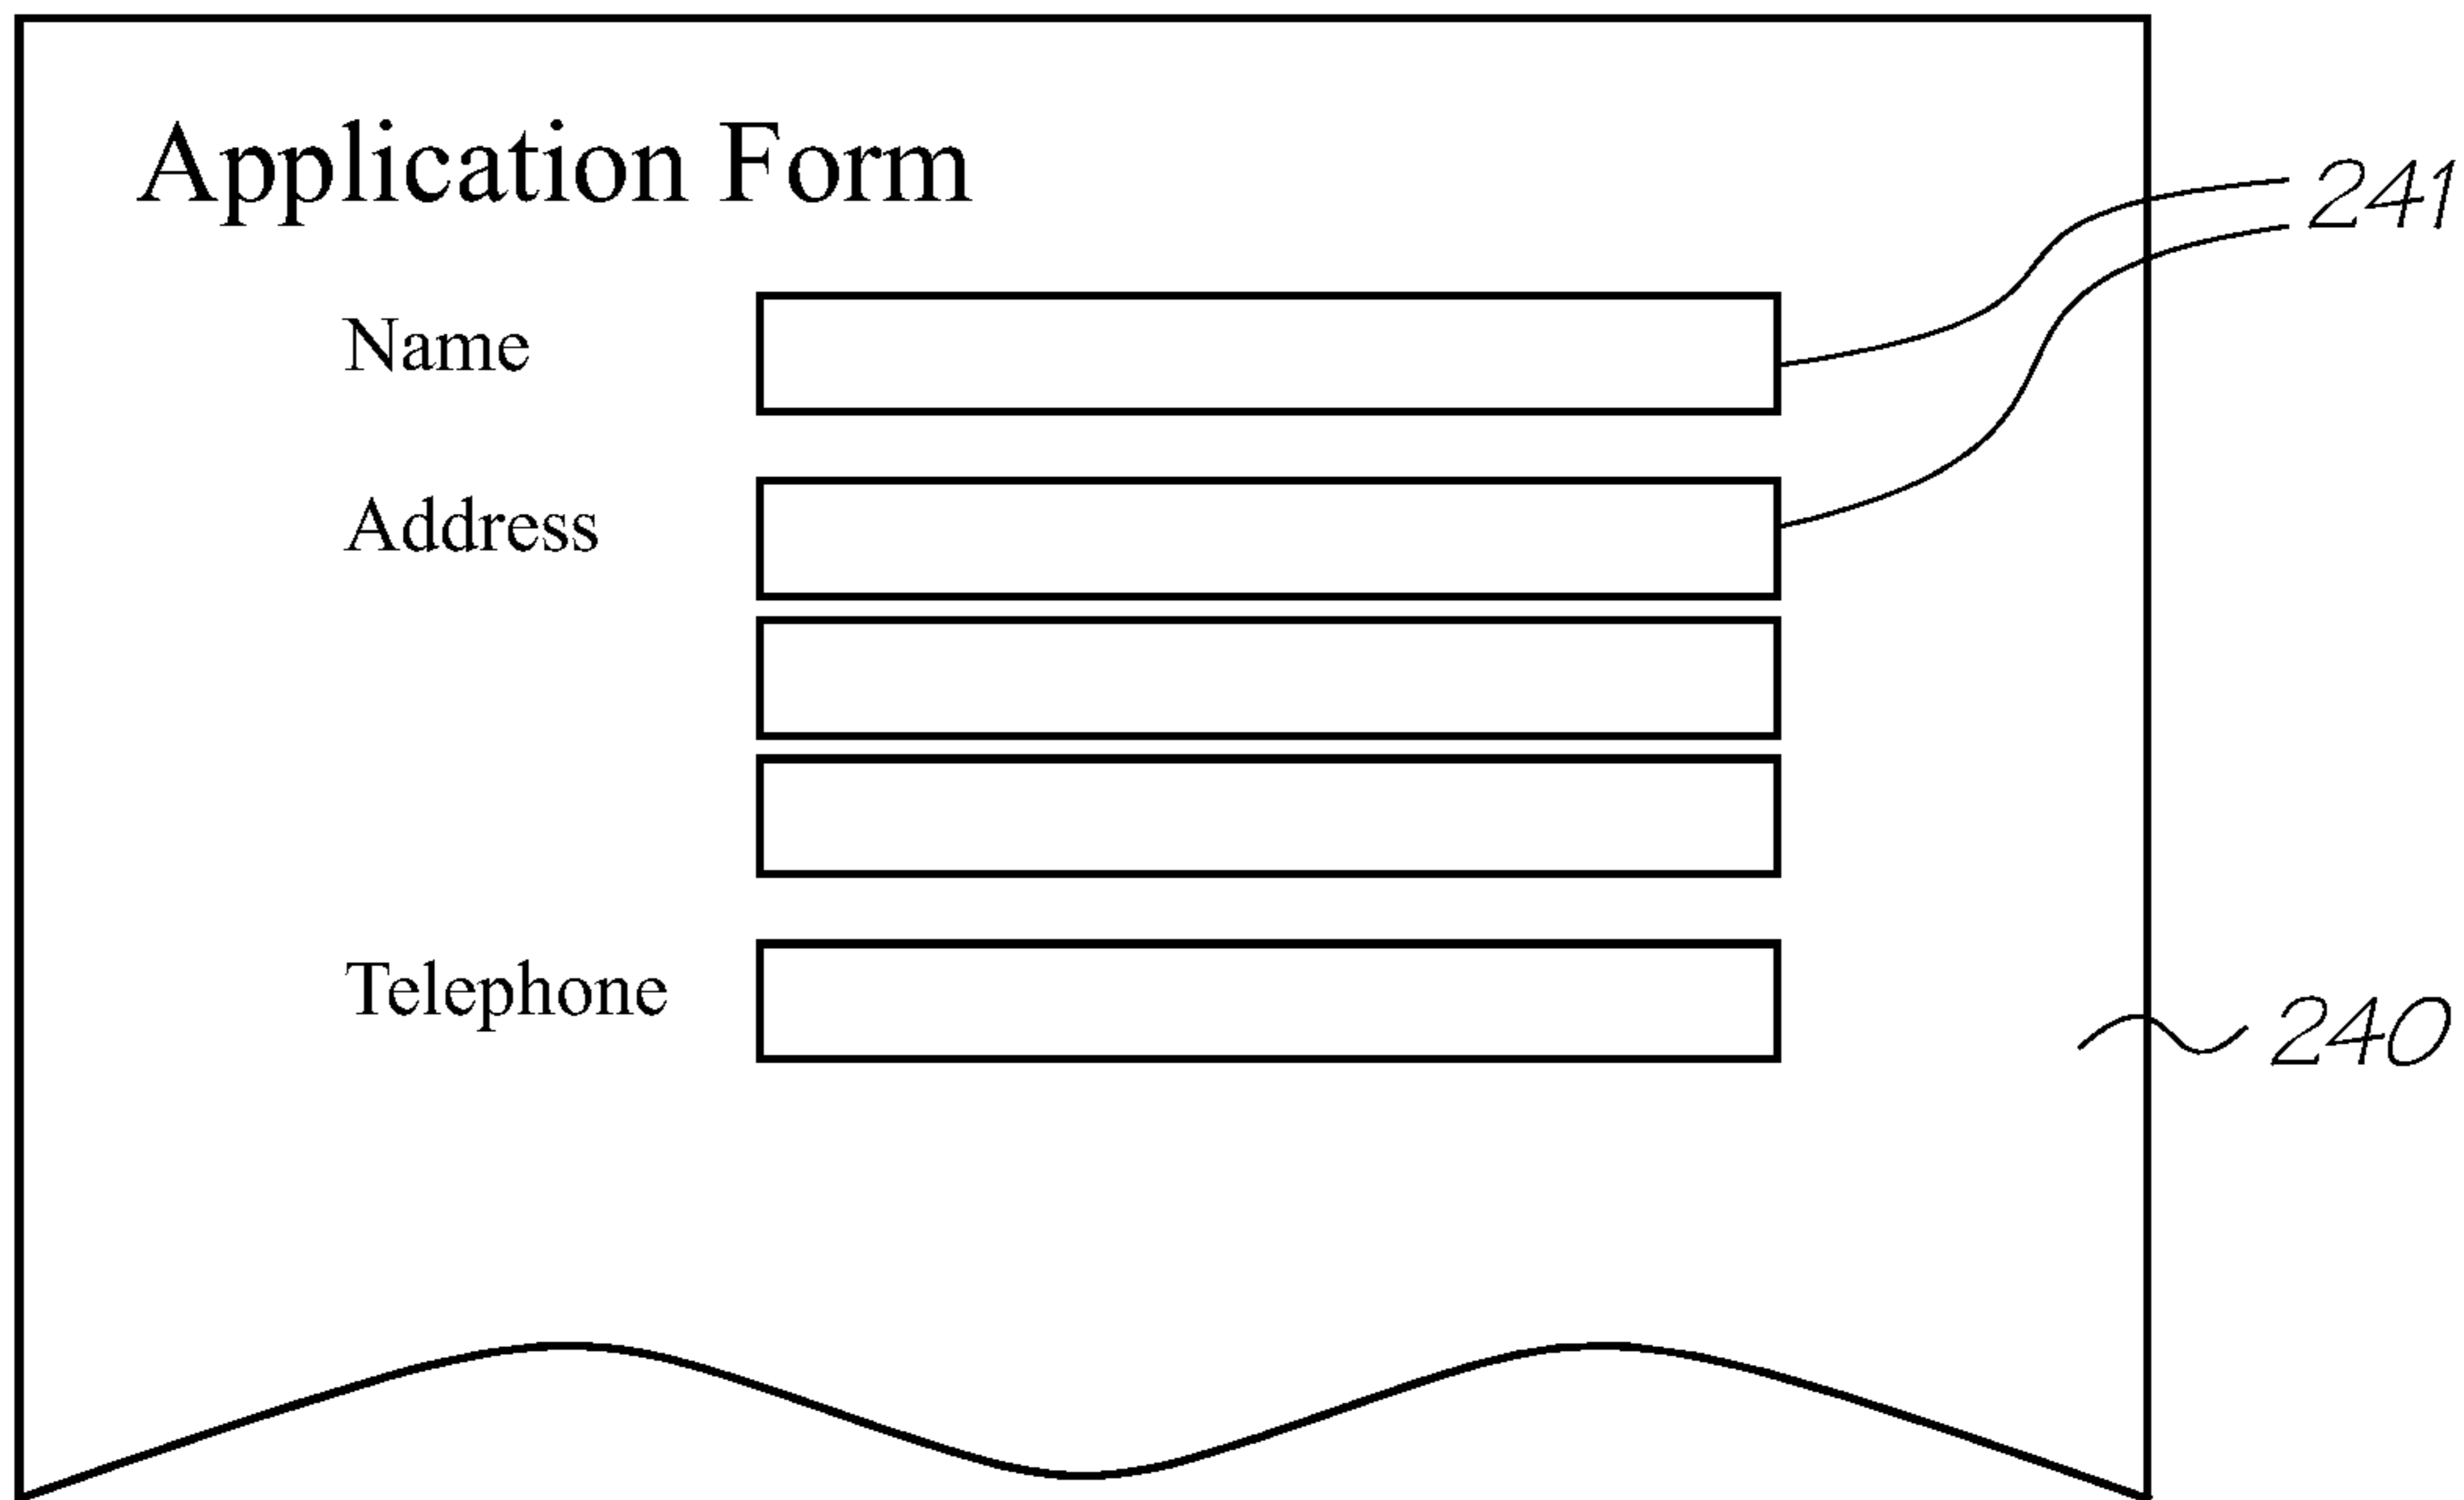 Application Form
241
Name
Address
Telephone
240